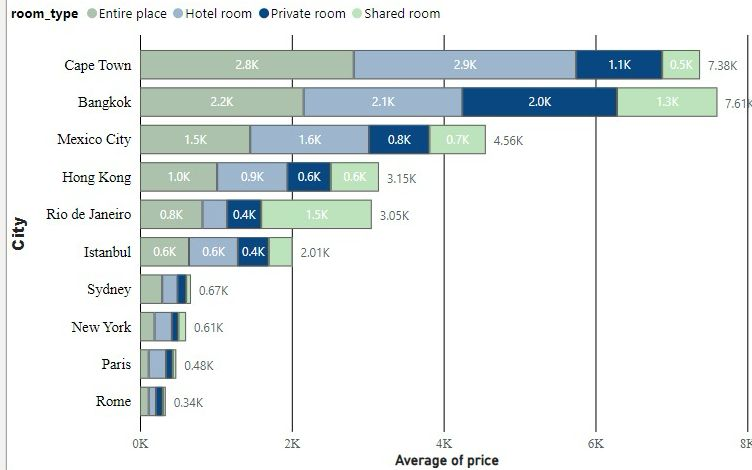 room_type Entire place Hotel room Private room Shared room
Cape Town 2.8K 2.9K 1.1K 0.5K 7.38K
Bangkok 2.2K 2.1K 2.0K 1.3K 7.61K
Mexico City 1.5K 1.6K 0.8K 0.7K 4.56K
Hong Kong 1.0K 0.9K 0.6K 0.6K 3.15K
Rio de Janeiro 0.8K 0.4K 1.5K 3.05K
Istanbul 0.6K 0.6K 0.4K 2.01K
Sydney 0.67K
New York 0.61K
Paris 0.48K
Rome 0.34K
City
0K 2K 4K 6K 8K
Average of price